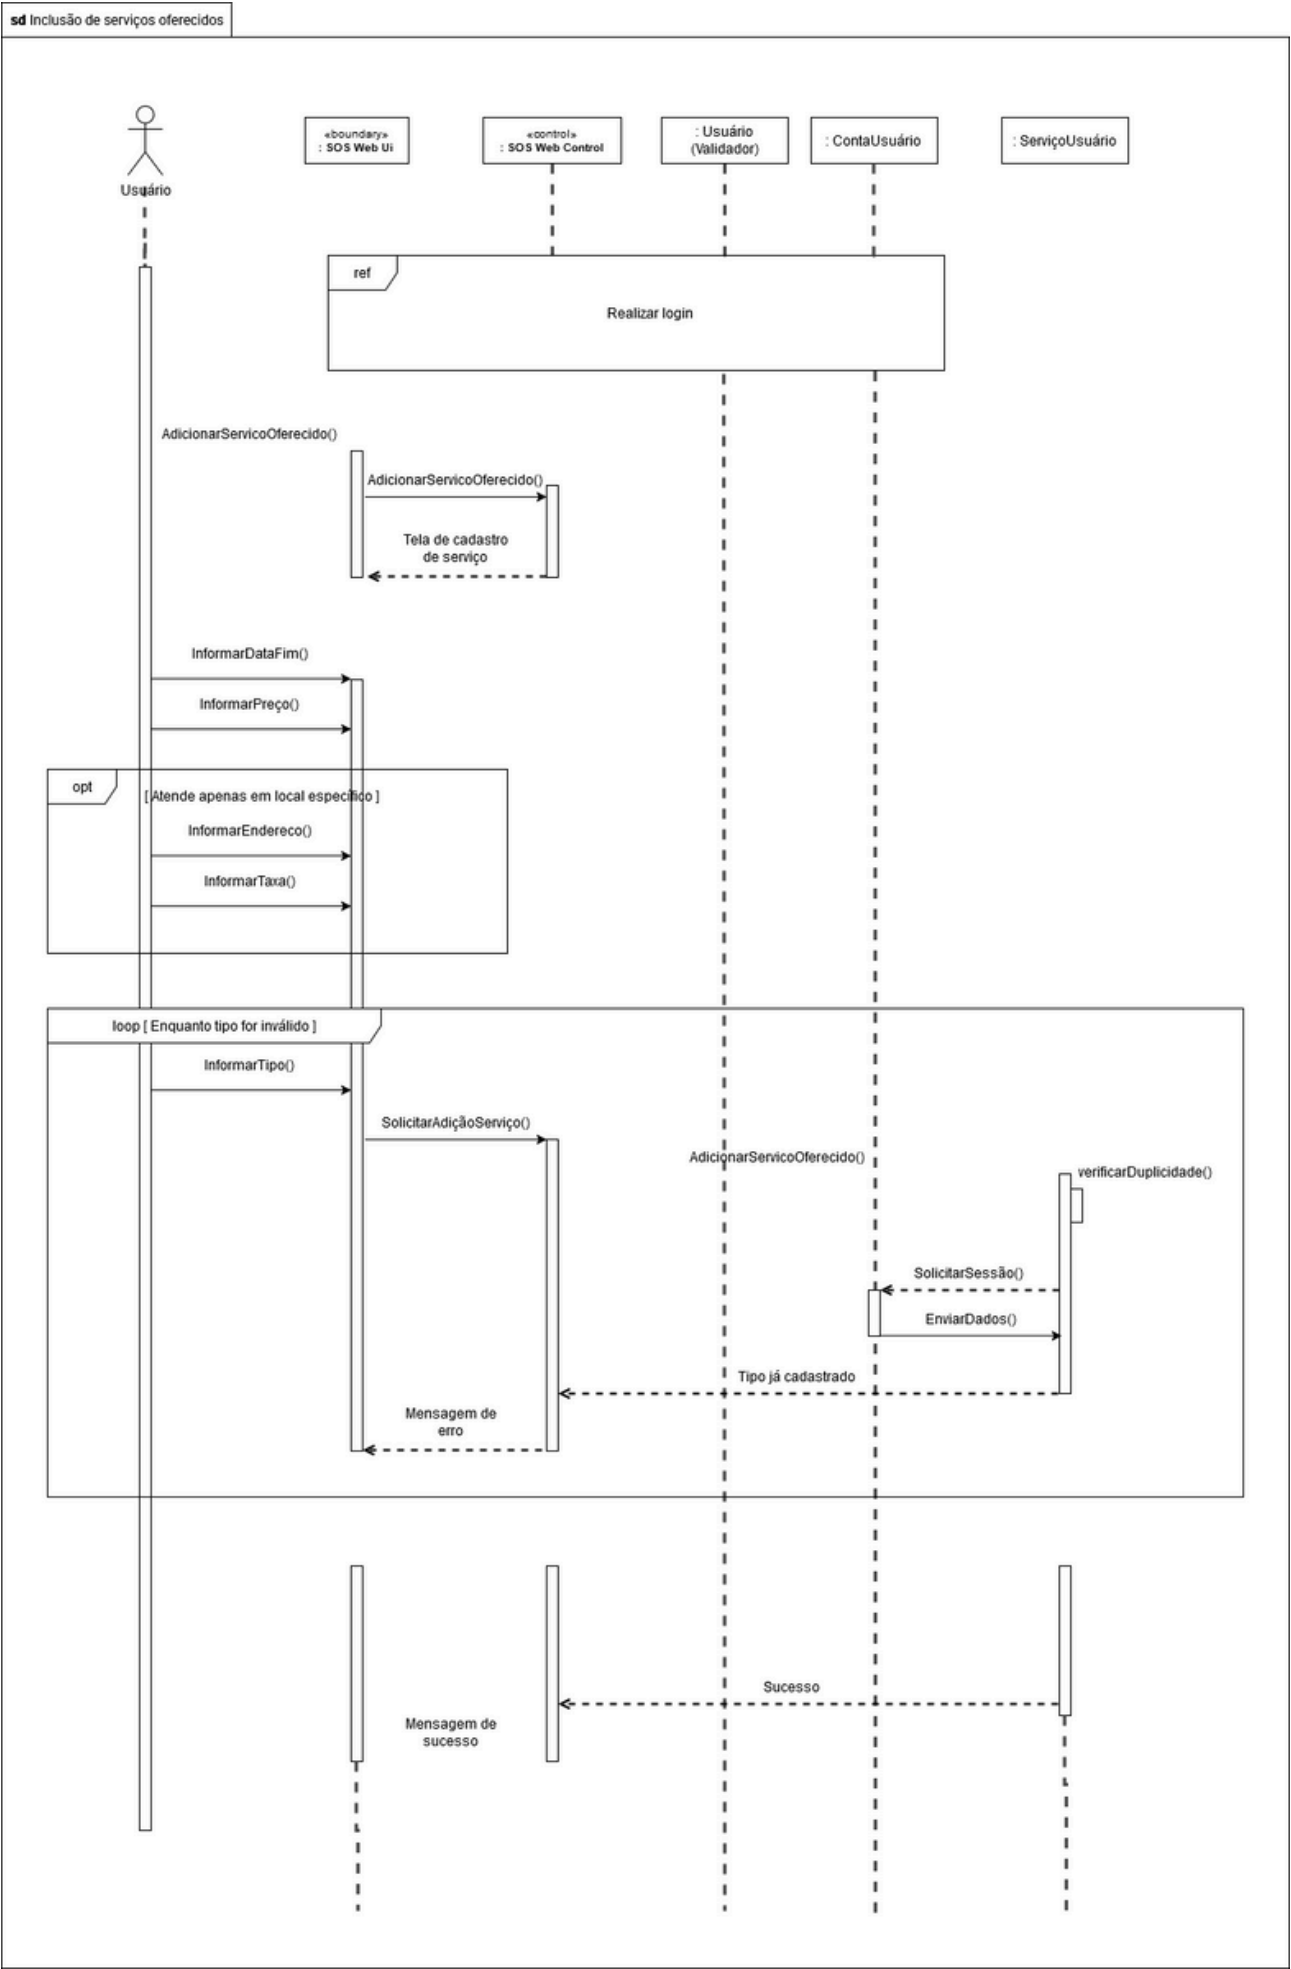 sd Inclusão de serviços oferecidos
Usuário
«boundary»
: SOS Web Ui
«control»
: SOS Web Control
: Usuário
(Validador)
: ContaUsuário
: ServiçoUsuário
ref
Realizar login
AdicionarServicoOferecido()
AdicionarServicoOferecido()
Tela de cadastro
de serviço
InformarDataFim()
InformarPreço()
opt
[ Atende apenas em local específico ]
InformarEndereco()
InformarTaxa()
loop [ Enquanto tipo for inválido ]
InformarTipo()
SolicitarAdiçãoServiço()
AdicionarServicoOferecido()
verificarDuplicidade()
SolicitarSessão()
EnviarDados()
Tipo já cadastrado
Mensagem de
erro
Sucesso
Mensagem de
sucesso